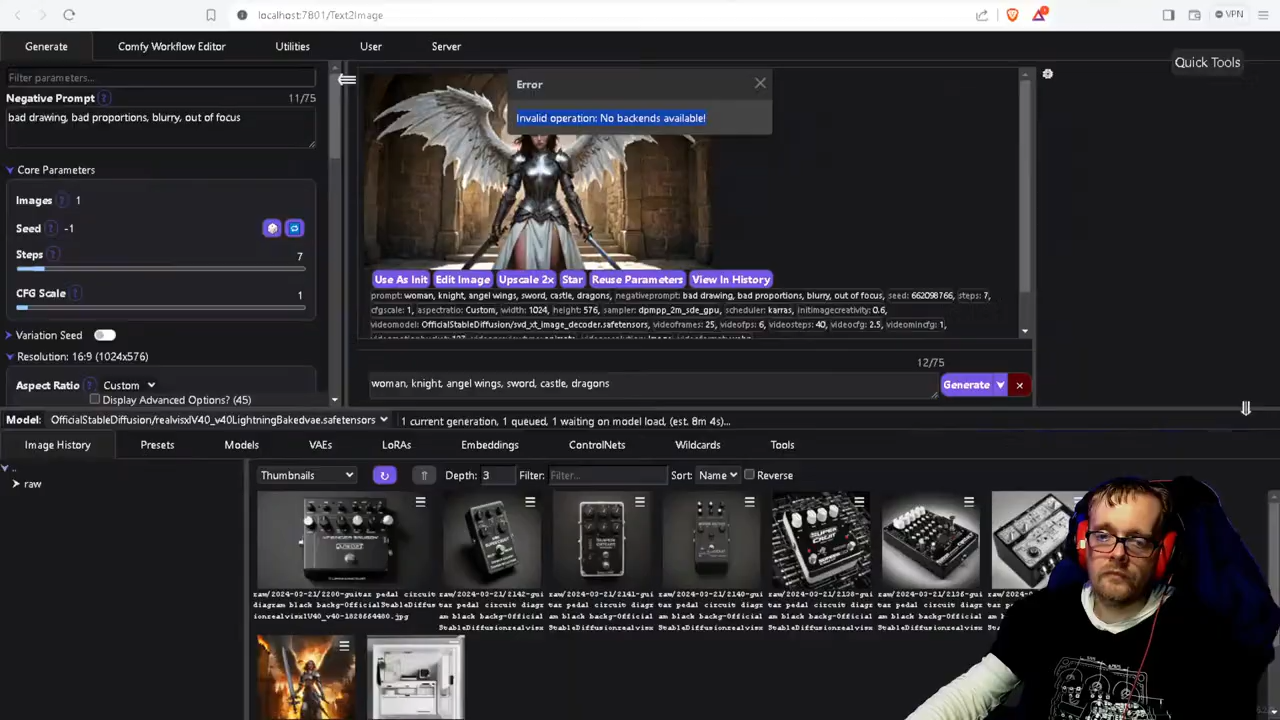 localhost:7801/Text2Image
VPN
Generate
Comfy Workflow Editor
Utilities
User
Server
Quick Tools
Filter parameters...
Negative Prompt ?
11/75
bad drawing, bad proportions, blurry, out of focus
Core Parameters
Images ? 1
Seed ? -1
Steps ? 7
CFG Scale ? 1
Variation Seed ?
Resolution: 16:9 (1024x576)
Aspect Ratio ? Custom
Display Advanced Options? (45)
Error
Invalid operation: No backends available!
Use As Init
Edit Image
Upscale 2x
Star
Reuse Parameters
View In History
prompt: woman, knight, angel wings, sword, castle, dragons, negativeprompt: bad drawing, bad proportions, blurry, out of focus, seed: 662098766, steps: 7,
cfgscale: 1, aspectratio: Custom, width: 1024, height: 576, sampler: dpmpp_2m_sde_gpu, scheduler: karras, initimagecreativity: 0.6,
videomodel: OfficialStableDiffusion/svd_xt_image_decoder.safetensors, videoframes: 25, videofps: 6, videosteps: 40, videocfg: 2.5, videomincfg: 1,
12/75
woman, knight, angel wings, sword, castle, dragons
Generate
Model: OfficialStableDiffusion/realvisxlV40_v40LightningBakedvae.safetensors
1 current generation, 1 queued, 1 waiting on model load, (est. 8m 4s)...
Image History
Presets
Models
VAEs
LoRAs
Embeddings
ControlNets
Wildcards
Tools
..
raw
Thumbnails
Depth: 3
Filter: Filter...
Sort: Name
Reverse